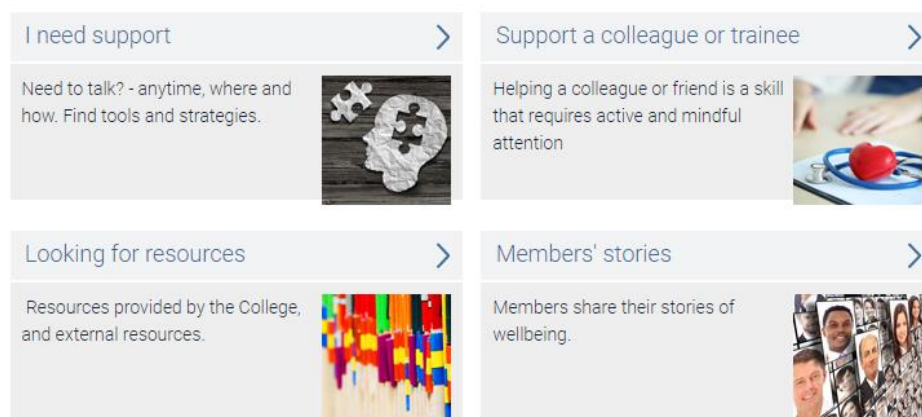 I need support
Need to talk? - anytime, where and
how. Find tools and strategies.
Support a colleague or trainee
Helping a colleague or friend is a skill
that requires active and mindful
attention
Looking for resources
Resources provided by the College,
and external resources.
Members' stories
Members share their stories of
wellbeing.